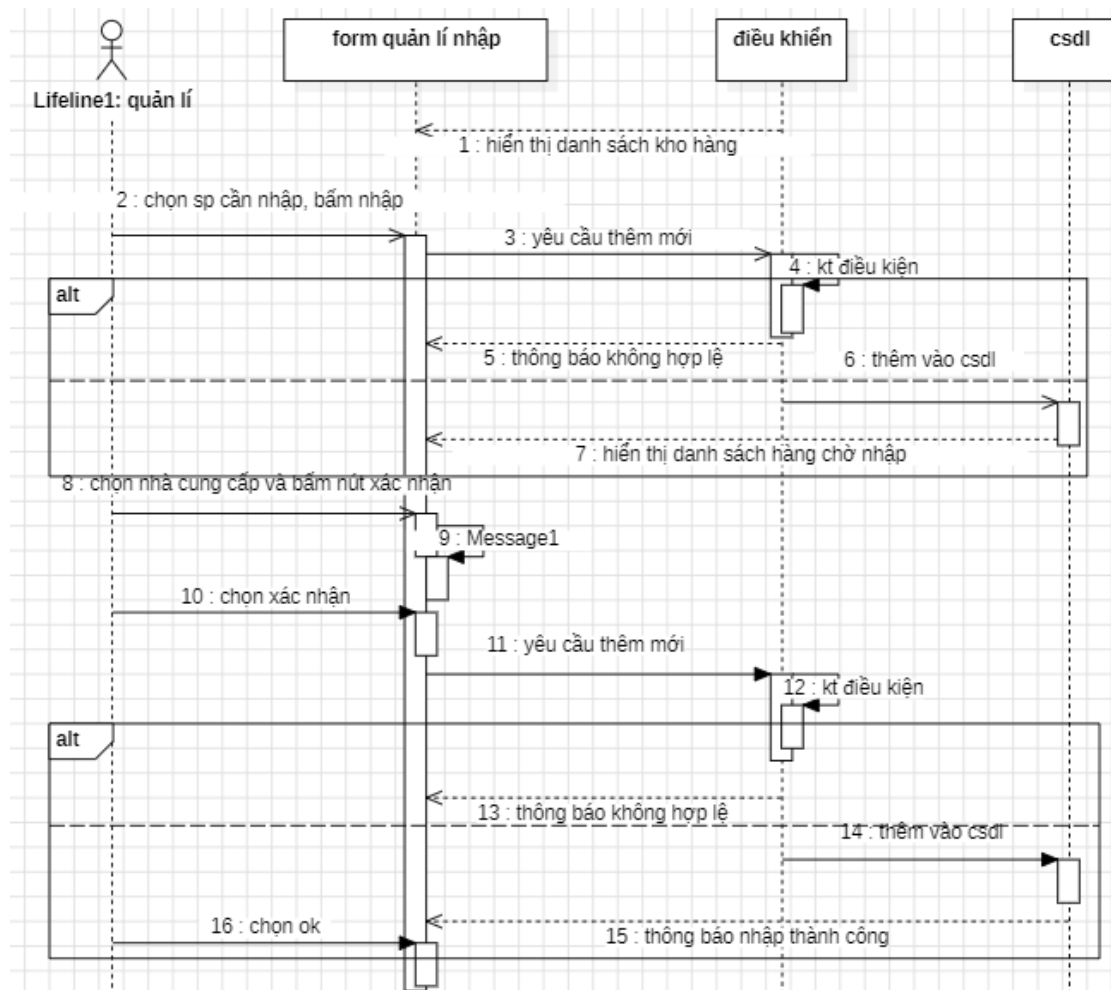 form quản lí nhập
điều khiển
csdl
Lifeline1: quản lí
1 : hiển thị danh sách kho hàng
2 : chọn sp cần nhập, bấm nhập
3 : yêu cầu thêm mới
4 : kt điều kiện
alt
5 : thông báo không hợp lệ
6 : thêm vào csdl
7 : hiển thị danh sách hàng chờ nhập
8 : chọn nhà cung cấp và bấm nút xác nhận
9 : Message1
10 : chọn xác nhận
11 : yêu cầu thêm mới
12 : kt điều kiện
alt
13 : thông báo không hợp lệ
14 : thêm vào csdl
16 : chọn ok
15 : thông báo nhập thành công